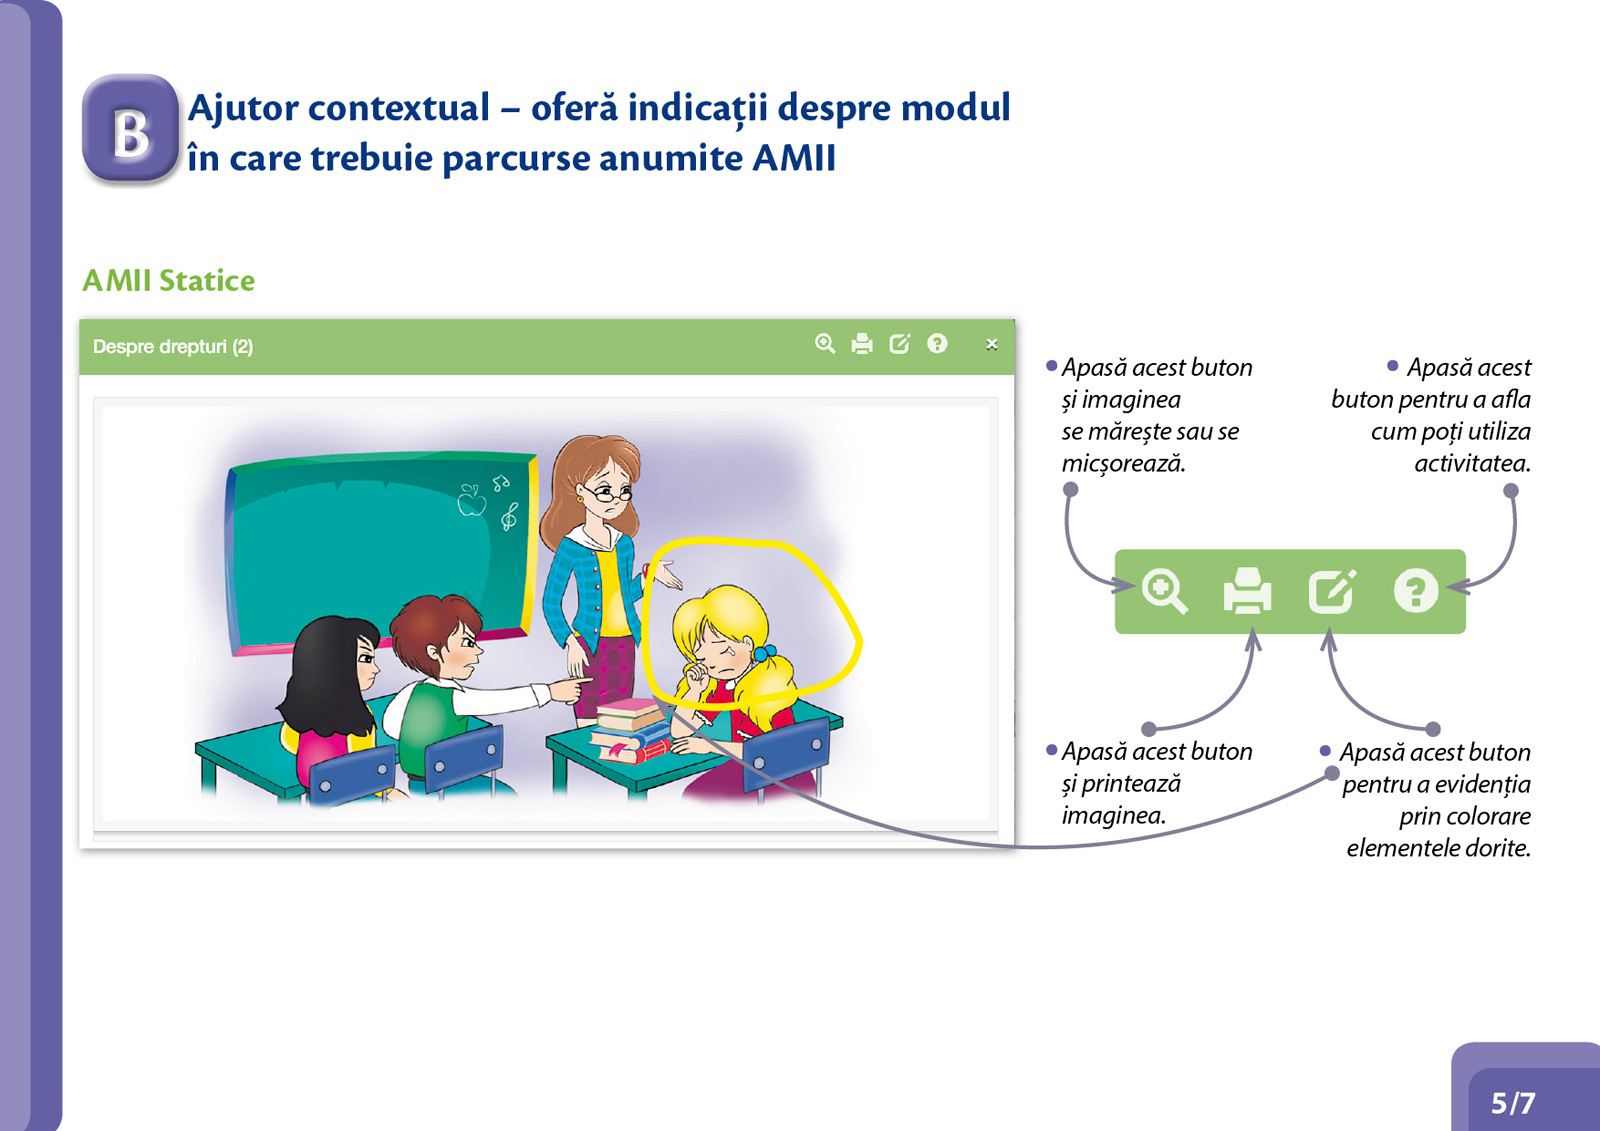 B
Ajutor contextual – oferă indicații despre modul
în care trebuie parcurse anumite AMII
AMII Statice
Despre drepturi (2)
• Apasă acest buton
și imaginea
se mărește sau se
micșorează.
• Apasă acest
buton pentru a afla
cum poți utiliza
activitatea.
• Apasă acest buton
și printează
imaginea.
• Apasă acest buton
pentru a evidenția
prin colorare
elementele dorite.
5/7